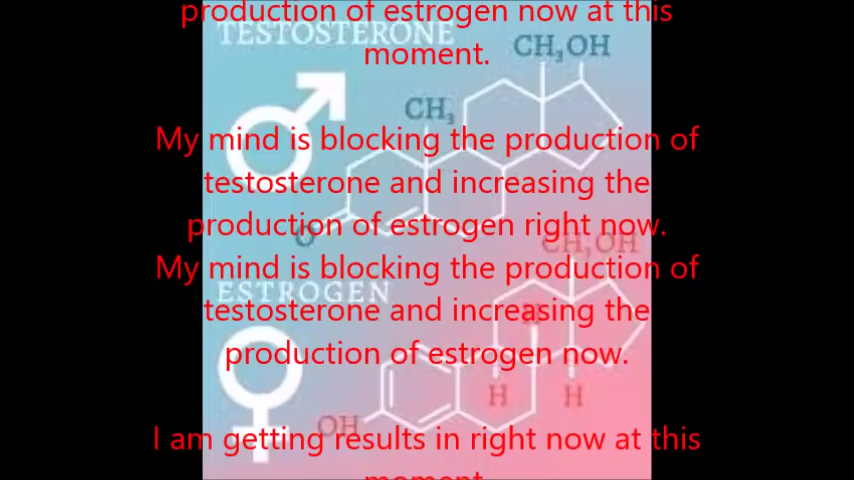 production of estrogen now at this
moment.
TESTOSTERONE
CH3OH
CH3
My mind is blocking the production of
testosterone and increasing the
production of estrogen right now.
O
CH3OH
My mind is blocking the production of
testosterone and increasing the
production of estrogen now.
ESTROGEN
H
H
H
OH
I am getting results in right now at this
moment